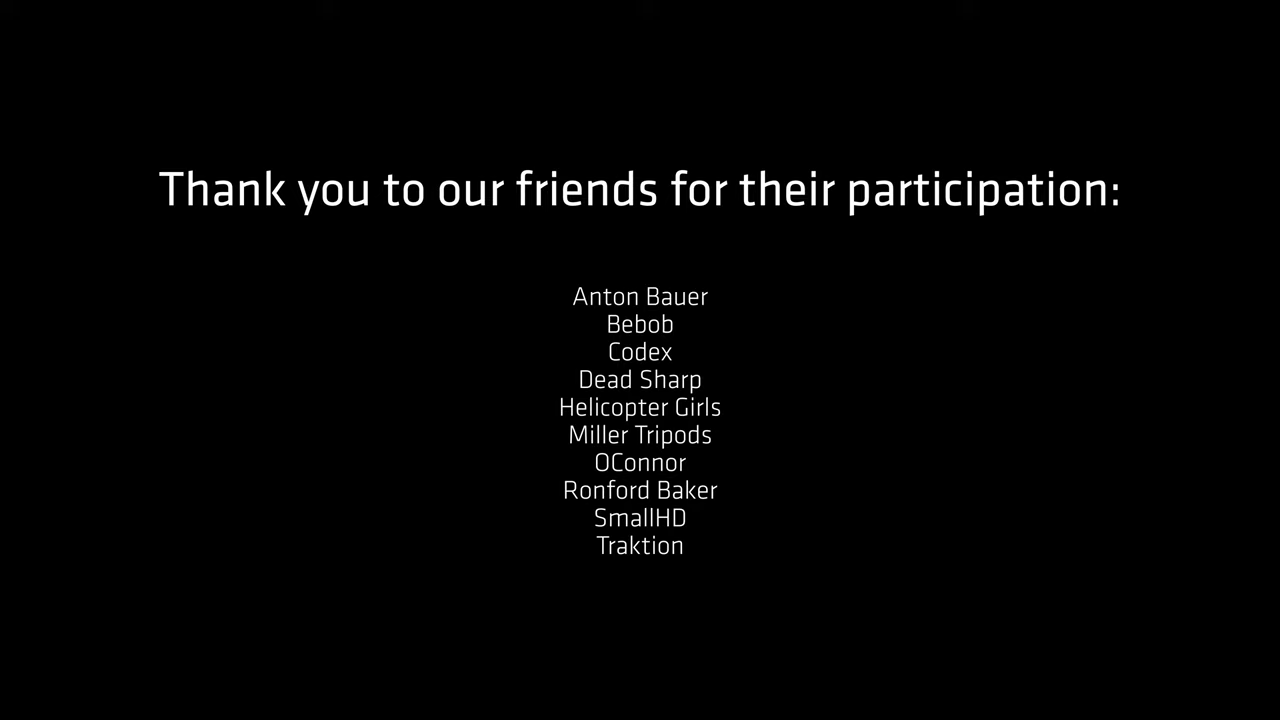 Thank you to our friends for their participation:
Anton Bauer
Bebob
Codex
Dead Sharp
Helicopter Girls
Miller Tripods
OConnor
Ronford Baker
SmallHD
Traktion